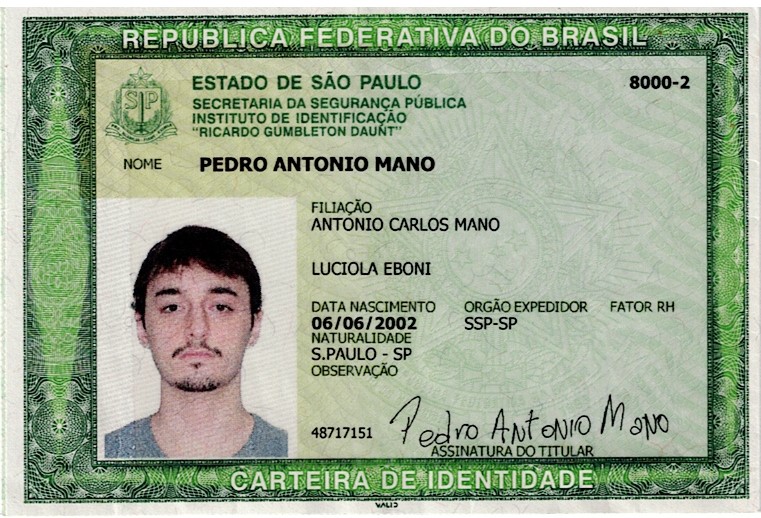 REPUBLICA FEDERATIVA DO BRASIL
SP
ESTADO DE SÃO PAULO 8000-2
SECRETARIA DA SEGURANÇA PÚBLICA
INSTITUTO DE IDENTIFICAÇÃO
"RICARDO GUMBLETON DAUNT"
NOME PEDRO ANTONIO MANO
FILIAÇÃO
ANTONIO CARLOS MANO
LUCIOLA EBONI
DATA NASCIMENTO ORGÃO EXPEDIDOR FATOR RH
06/06/2002 SSP-SP
NATURALIDADE
S.PAULO - SP
OBSERVAÇÃO
48717151 Pedro Antonio Mano
ASSINATURA DO TITULAR
CARTEIRA DE IDENTIDADE
VALID